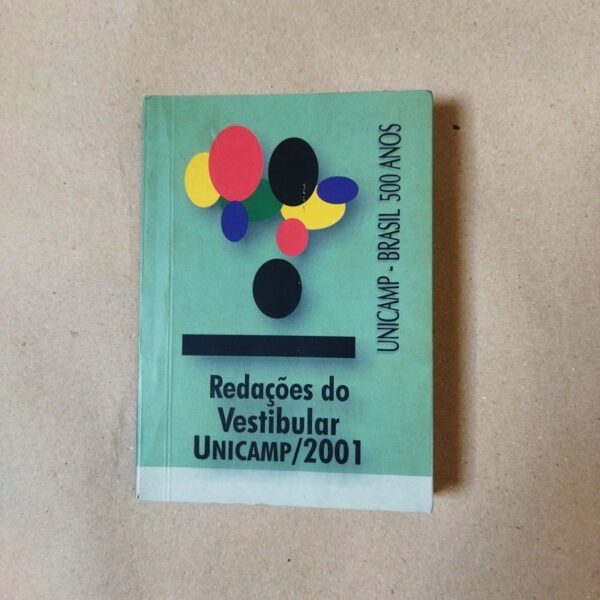 UNICAMP - BRASIL 500 ANOS
Redações do
Vestibular
UNICAMP/2001